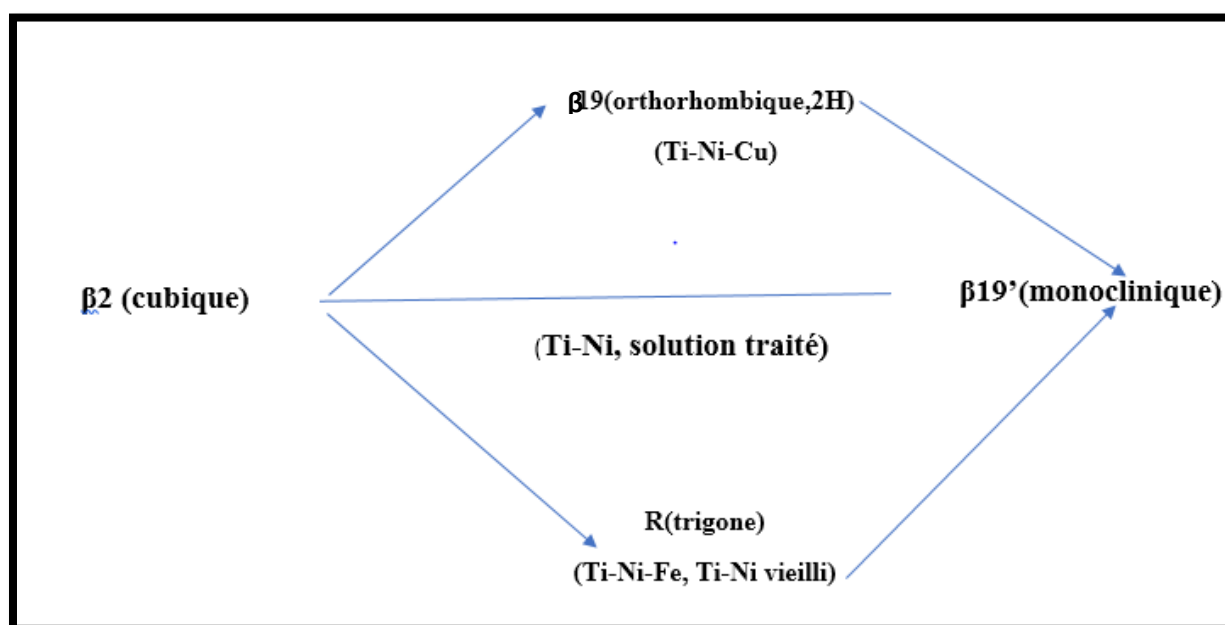 β19(orthorhombique,2H)
(Ti-Ni-Cu)
β2 (cubique)
β19’(monoclinique)
(Ti-Ni, solution traité)
R(trigone)
(Ti-Ni-Fe, Ti-Ni vieilli)